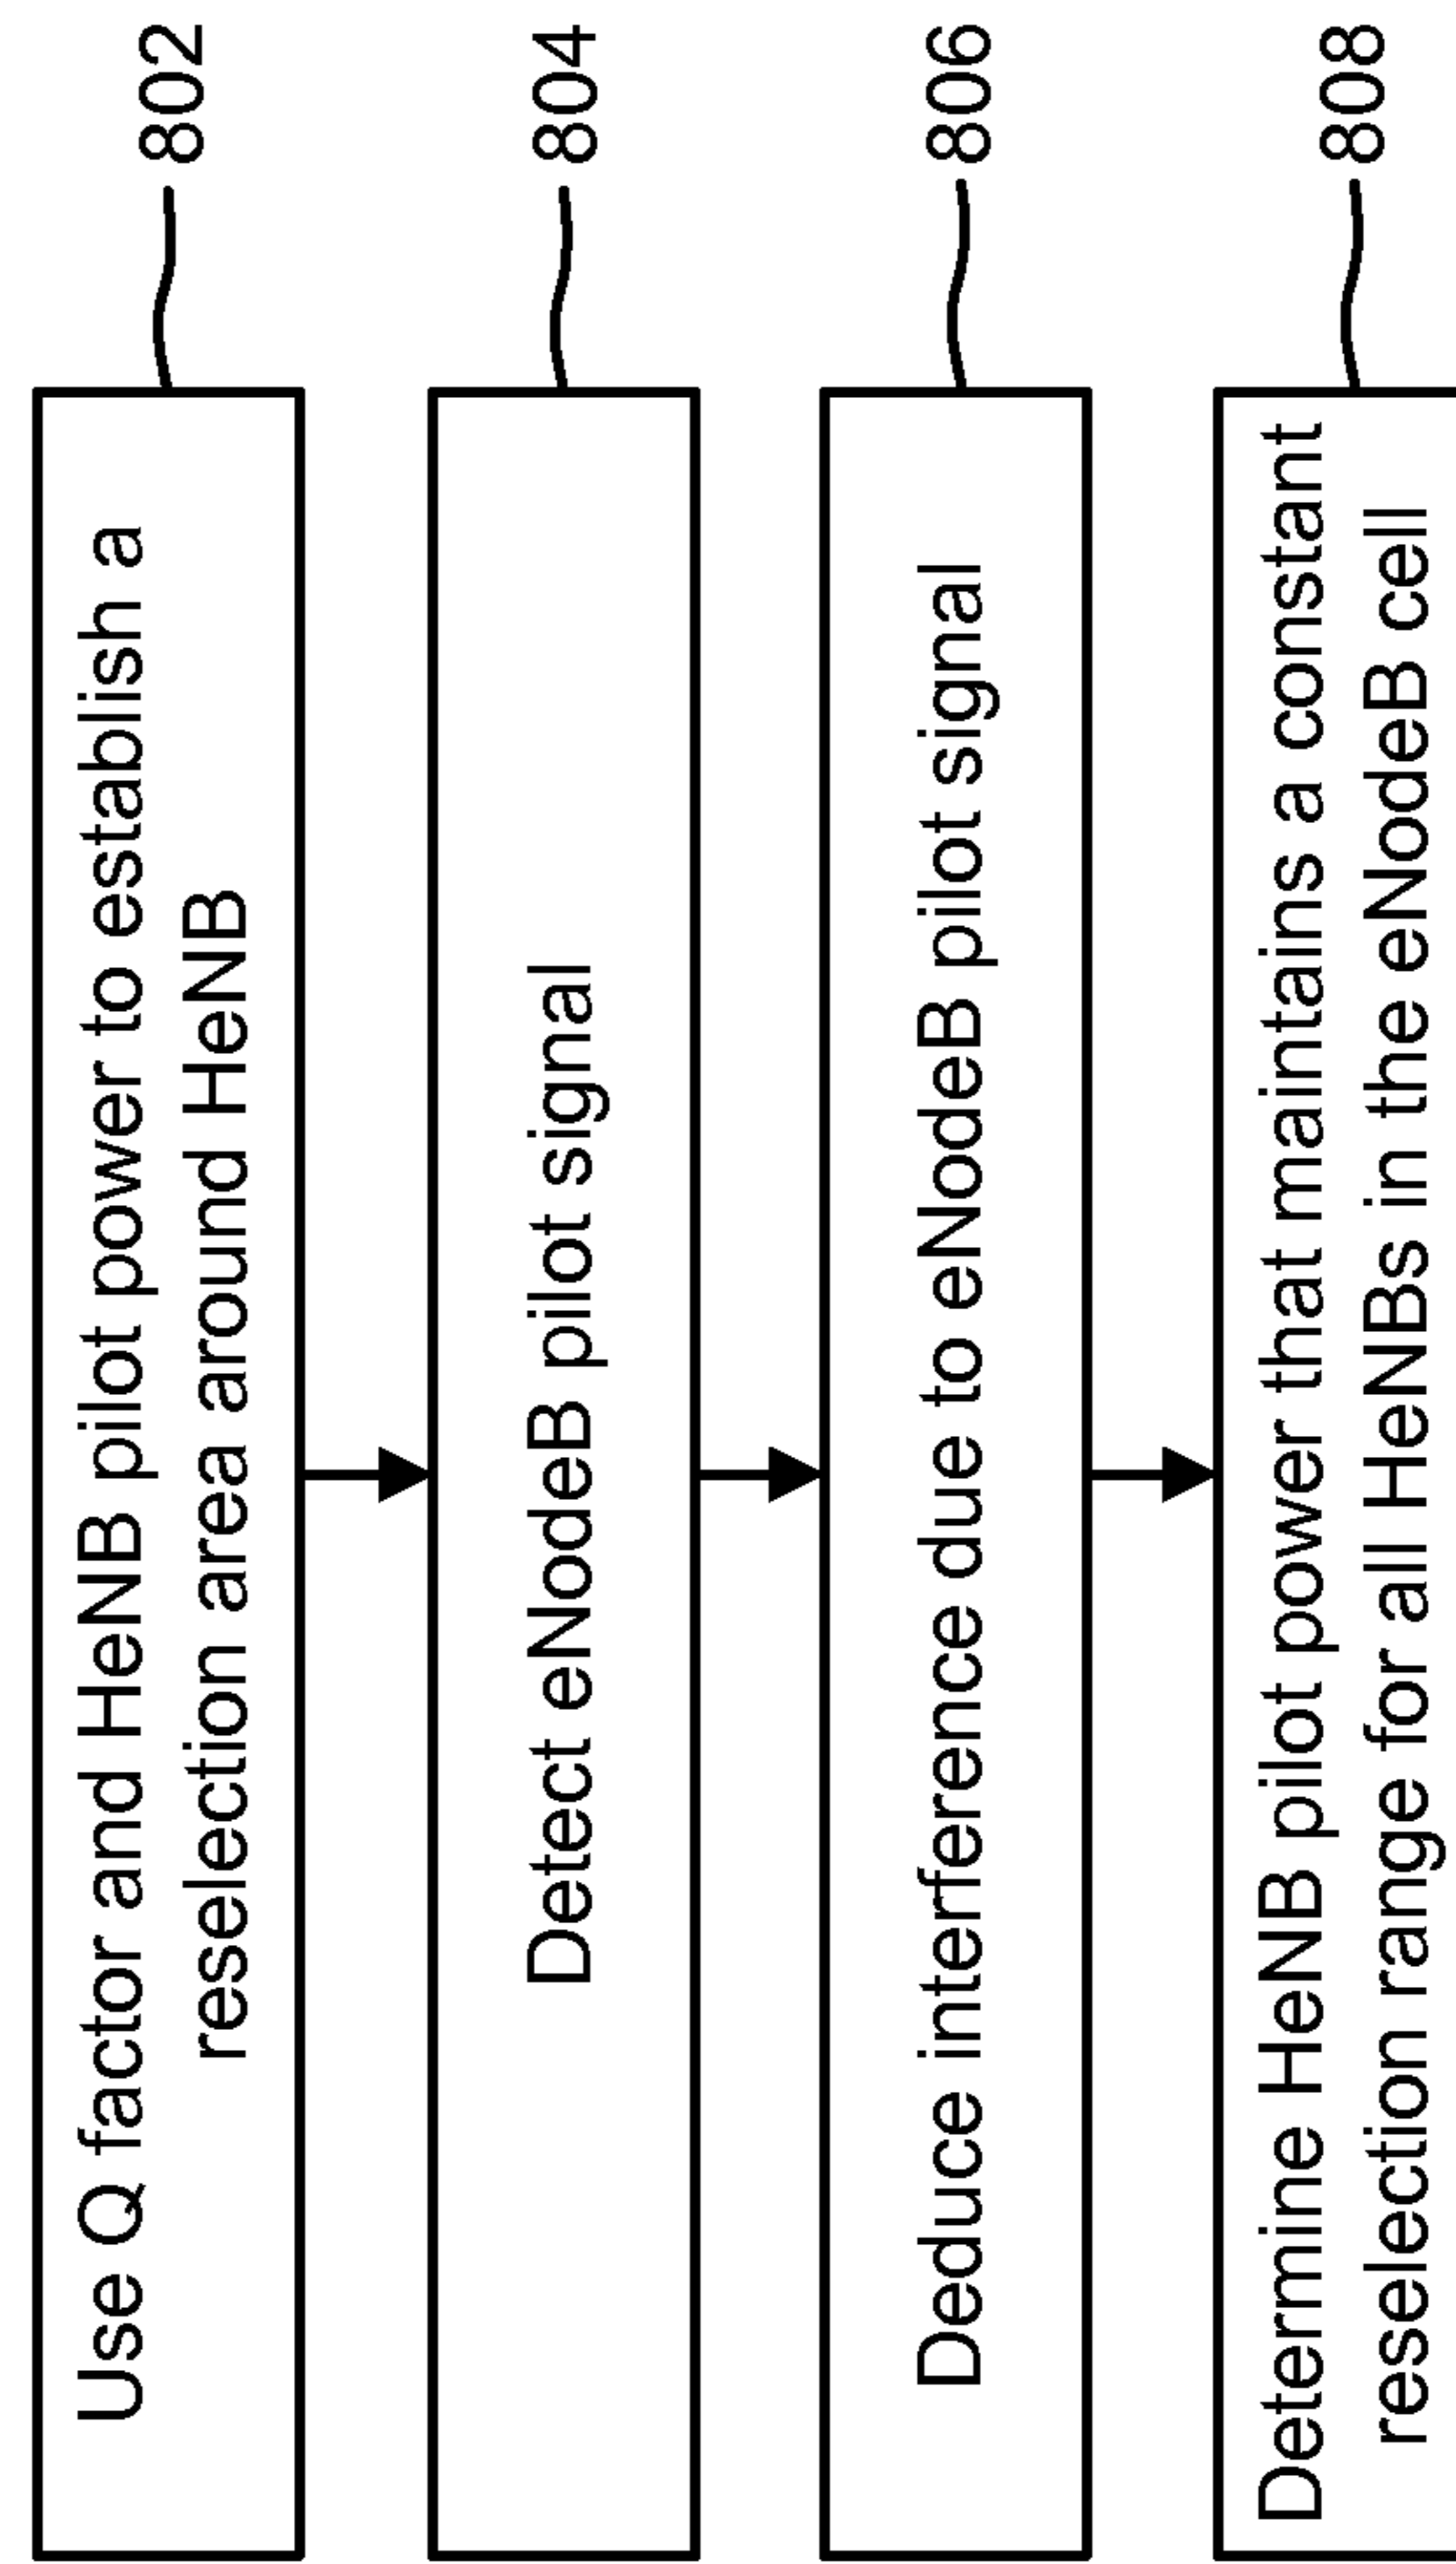 Use Q factor and HeNB pilot power to establish a
reselection area around HeNB
802
Detect eNodeB pilot signal
804
Deduce interference due to eNodeB pilot signal
806
Determine HeNB pilot power that maintains a constant
reselection range for all HeNBs in the eNodeB cell
808